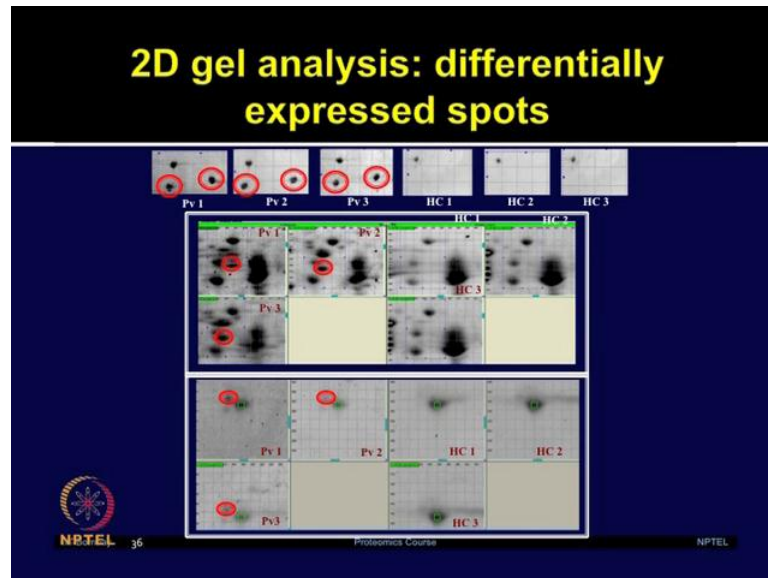 2D gel analysis: differentially
expressed spots
Pv 1 Pv 2 Pv 3 HC 1 HC 2 HC 3
HC 1 HC 2
Pv 1 Pv 2
HC 3
Pv 3
Pv 1 Pv 2 HC 1 HC 2
Pv3 HC 3
NPTEL 36 Proteomics Course NPTEL